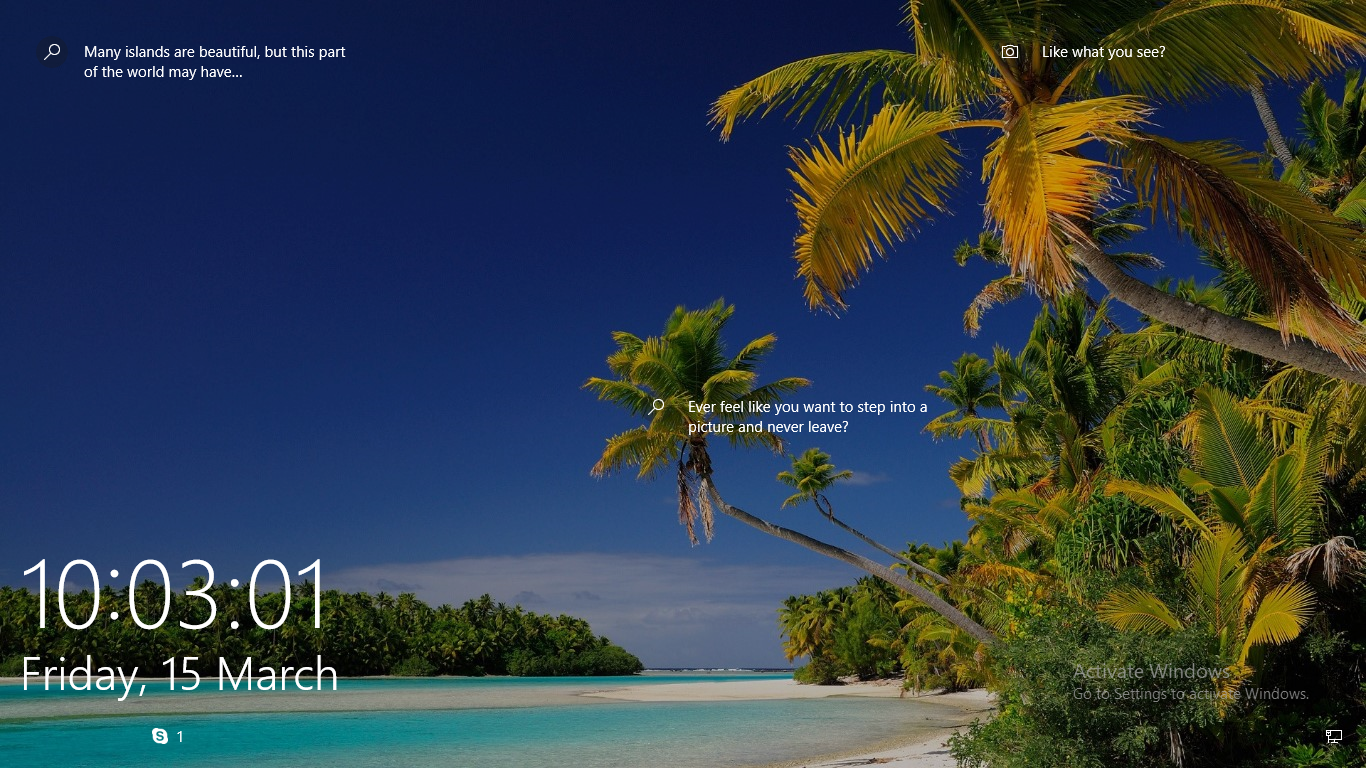 Many islands are beautiful, but this part
of the world may have...
Like what you see?
Ever feel like you want to step into a
picture and never leave?
10:03:01
Friday, 15 March
Activate Windows
Go to Settings to activate Windows.
1